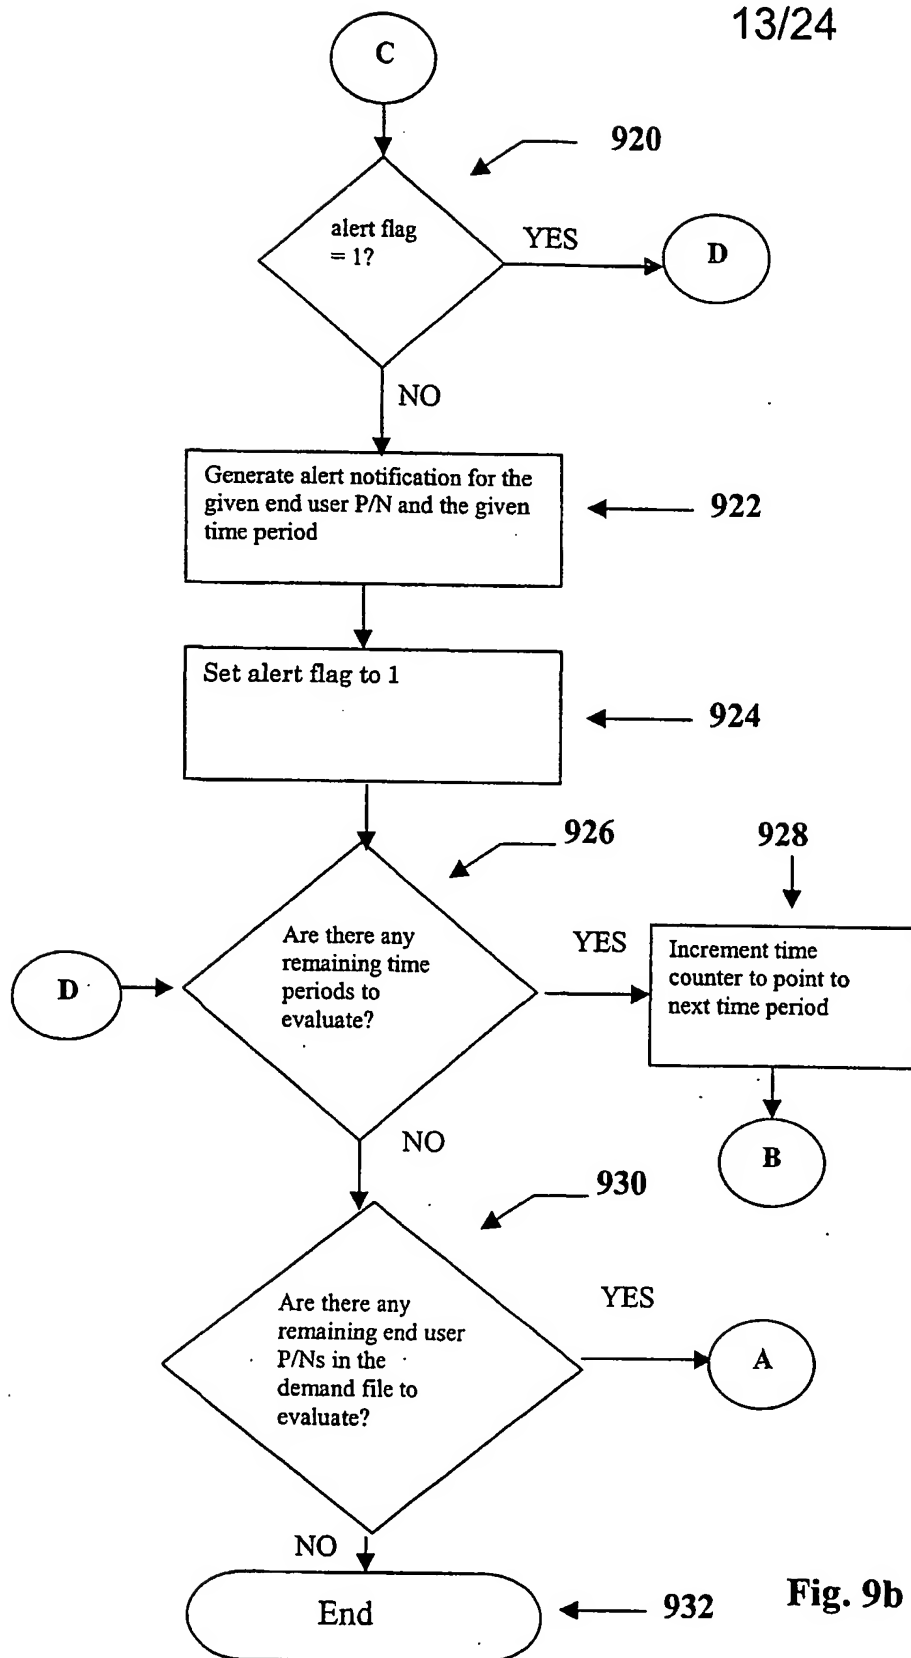 13/24
C
920
alert flag
= 1?
YES
D
NO
Generate alert notification for the
given end user P/N and the given
time period
922
Set alert flag to 1
924
926
928
Are there any
remaining time
periods to
evaluate?
YES
Increment time
counter to point to
next time period
D
NO
B
930
Are there any
remaining end user
P/Ns in the
demand file to
evaluate?
YES
A
NO
End
932
Fig. 9b